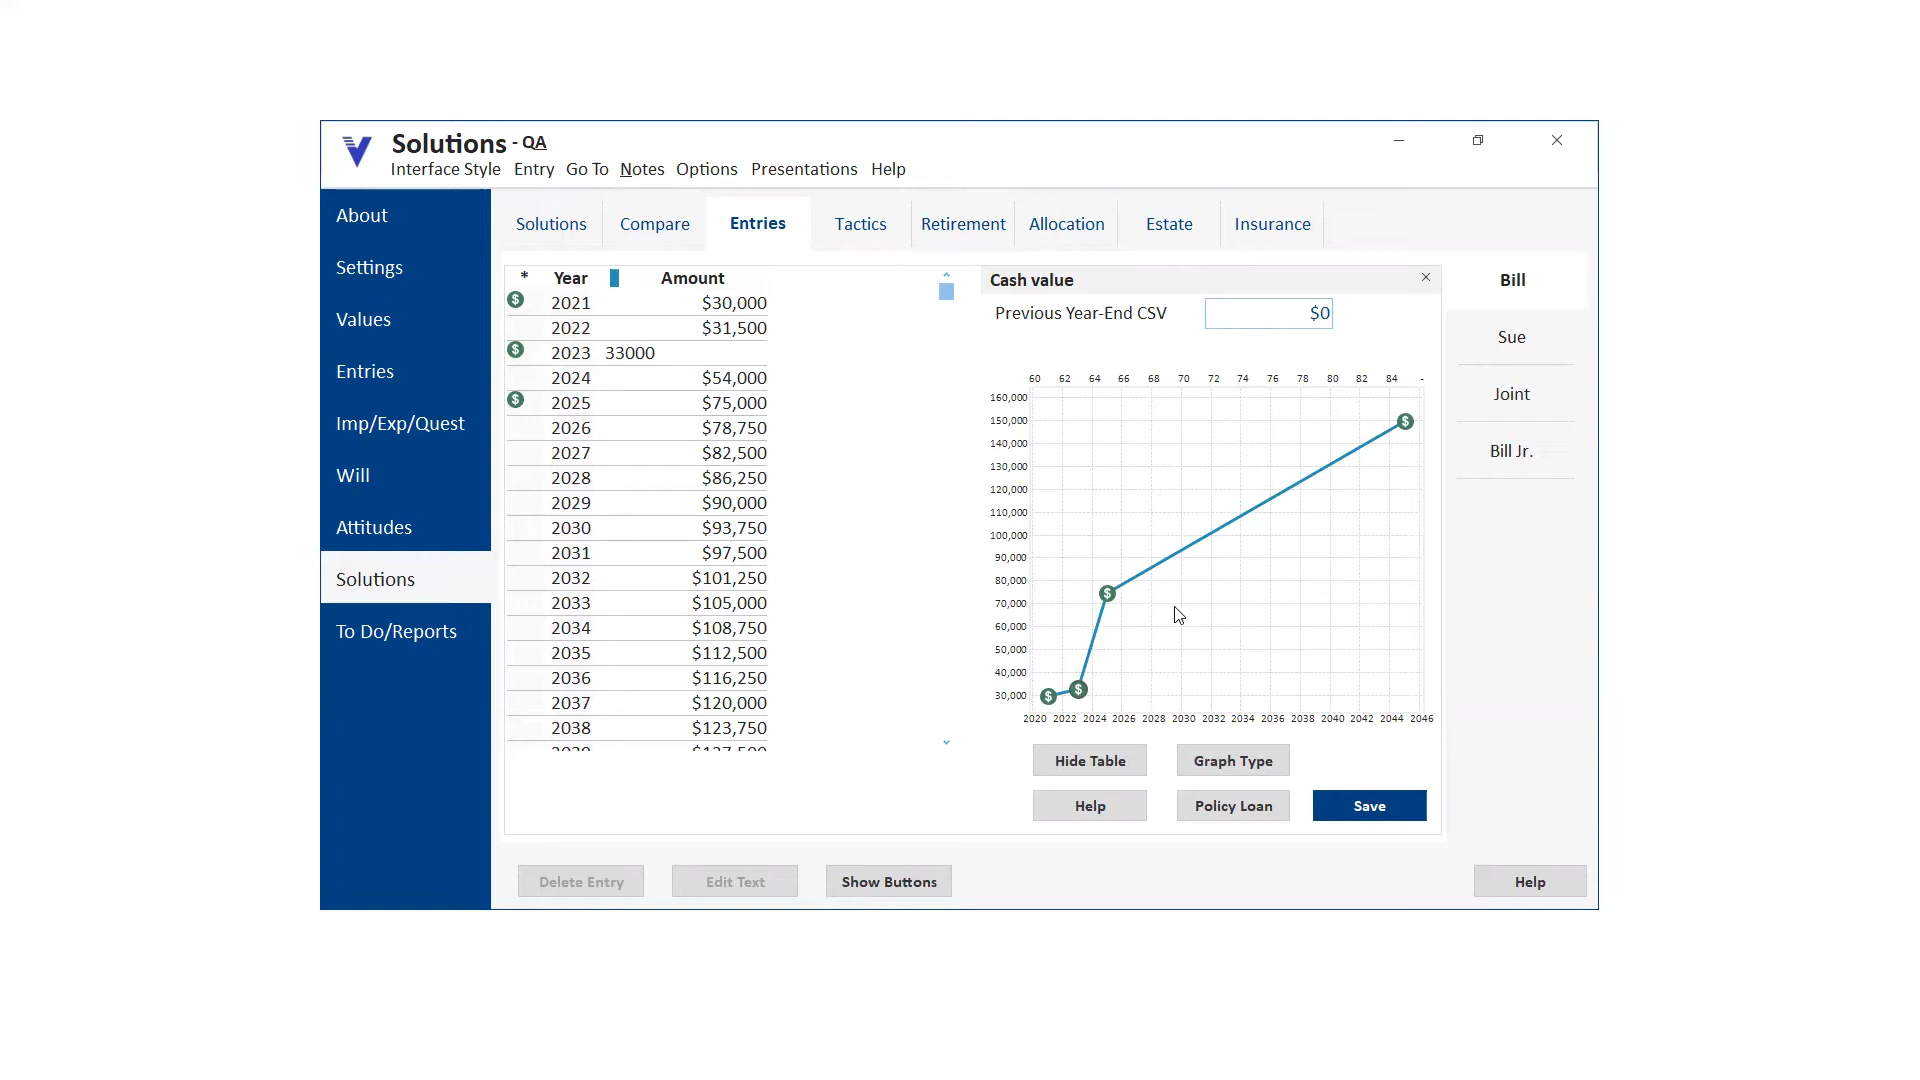 Solutions - QA
Interface Style Entry Go To Notes Options Presentations Help
About
Settings
Values
Entries
Imp/Exp/Quest
Will
Attitudes
Solutions
To Do/Reports
Solutions Compare Entries Tactics Retirement Allocation Estate Insurance
* Year Amount
$ 2021 $30,000
2022 $31,500
$ 2023 33000
2024 $54,000
$ 2025 $75,000
2026 $78,750
2027 $82,500
2028 $86,250
2029 $90,000
2030 $93,750
2031 $97,500
2032 $101,250
2033 $105,000
2034 $108,750
2035 $112,500
2036 $116,250
2037 $120,000
2038 $123,750
2039 $127,500
Cash value
Previous Year-End CSV $0
60 62 64 66 68 70 72 74 76 78 80 82 84 -
160,000
150,000
140,000
130,000
120,000
110,000
100,000
90,000
80,000
70,000
60,000
50,000
40,000
30,000
$ $ $ $
2020 2022 2024 2026 2028 2030 2032 2034 2036 2038 2040 2042 2044 2046
Hide Table Graph Type
Help Policy Loan Save
Bill
Sue
Joint
Bill Jr.
Delete Entry Edit Text Show Buttons Help